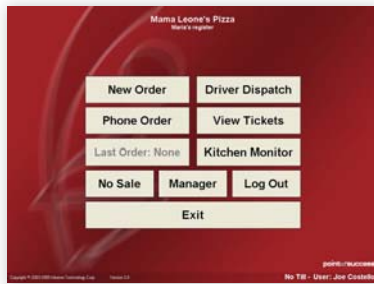 Mama Leone's Pizza
Maria's register
New Order
Driver Dispatch
Phone Order
View Tickets
Last Order: None
Kitchen Monitor
No Sale
Manager
Log Out
Exit
pointofsuccess
No Till - User: Joe Costello